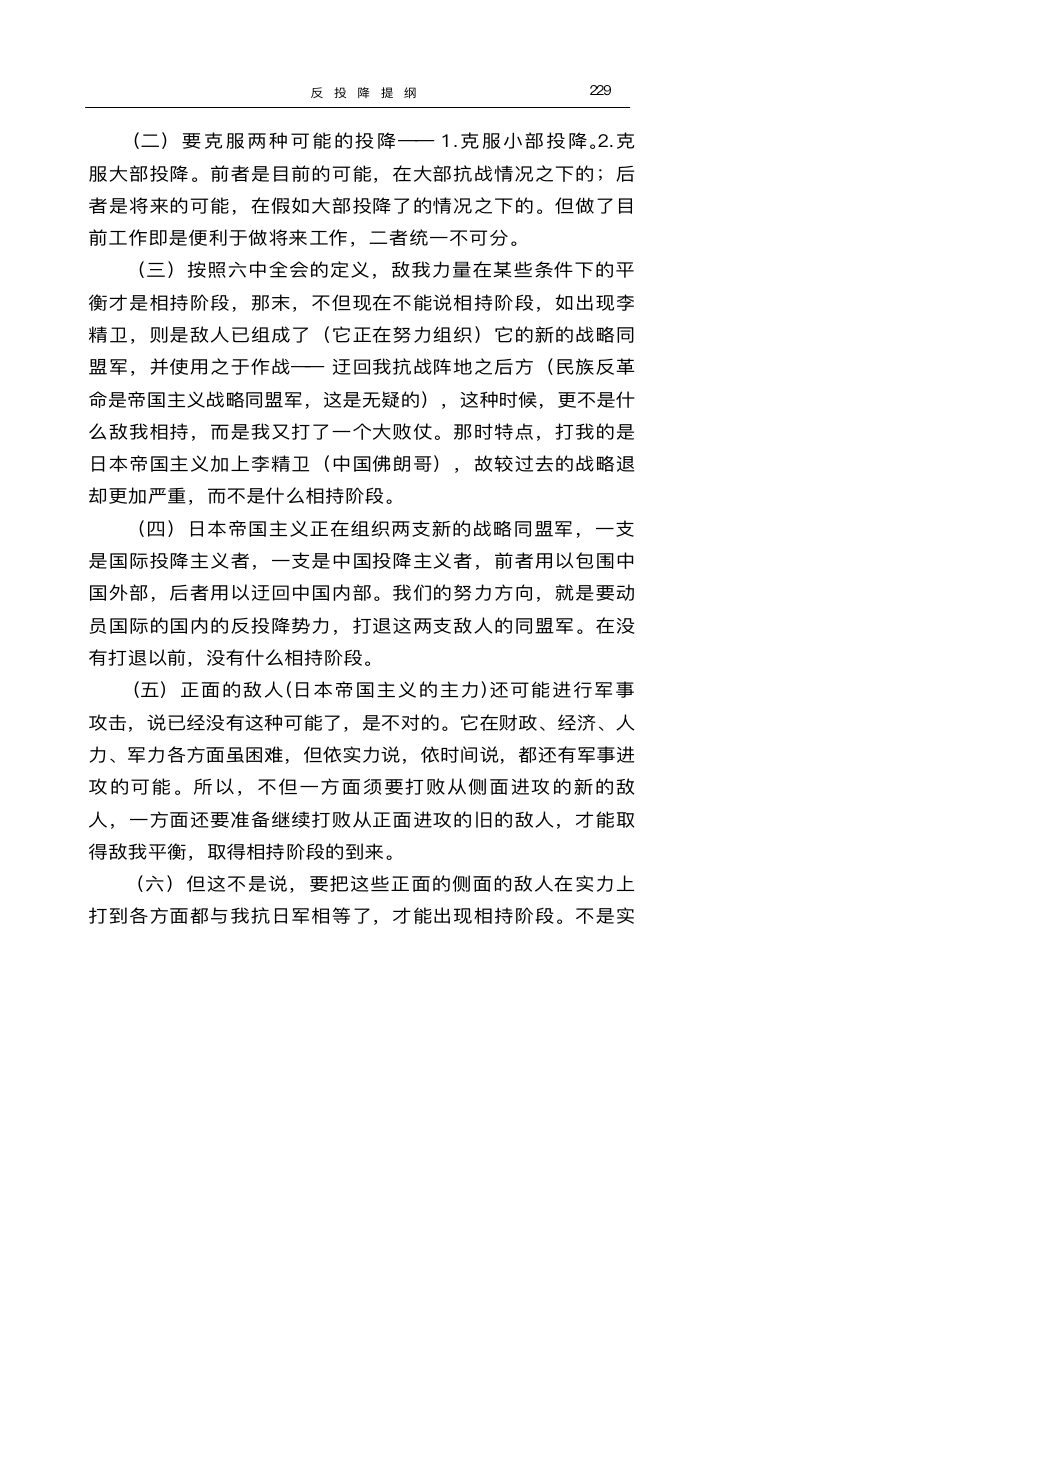 反投降提纲 229
（二）要克服两种可能的投降—— 1.克服小部投降。2.克
服大部投降。前者是目前的可能，在大部抗战情况之下的；后
者是将来的可能，在假如大部投降了的情况之下的。但做了目
前工作即是便利于做将来工作，二者统一不可分。
（三）按照六中全会的定义，敌我力量在某些条件下的平
衡才是相持阶段，那末，不但现在不能说相持阶段，如出现李
精卫，则是敌人已组成了（它正在努力组织）它的新的战略同
盟军，并使用之于作战—— 迂回我抗战阵地之后方（民族反革
命是帝国主义战略同盟军，这是无疑的），这种时候，更不是什
么敌我相持，而是我又打了一个大败仗。那时特点，打我的是
日本帝国主义加上李精卫（中国佛朗哥），故较过去的战略退
却更加严重，而不是什么相持阶段。
（四）日本帝国主义正在组织两支新的战略同盟军，一支
是国际投降主义者，一支是中国投降主义者，前者用以包围中
国外部，后者用以迂回中国内部。我们的努力方向，就是要动
员国际的国内的反投降势力，打退这两支敌人的同盟军。在没
有打退以前，没有什么相持阶段。
（五）正面的敌人(日本帝国主义的主力)还可能进行军事
攻击，说已经没有这种可能了，是不对的。它在财政、经济、人
力、军力各方面虽困难，但依实力说，依时间说，都还有军事进
攻的可能。所以，不但一方面须要打败从侧面进攻的新的敌
人，一方面还要准备继续打败从正面进攻的旧的敌人，才能取
得敌我平衡，取得相持阶段的到来。
（六）但这不是说，要把这些正面的侧面的敌人在实力上
打到各方面都与我抗日军相等了，才能出现相持阶段。不是实